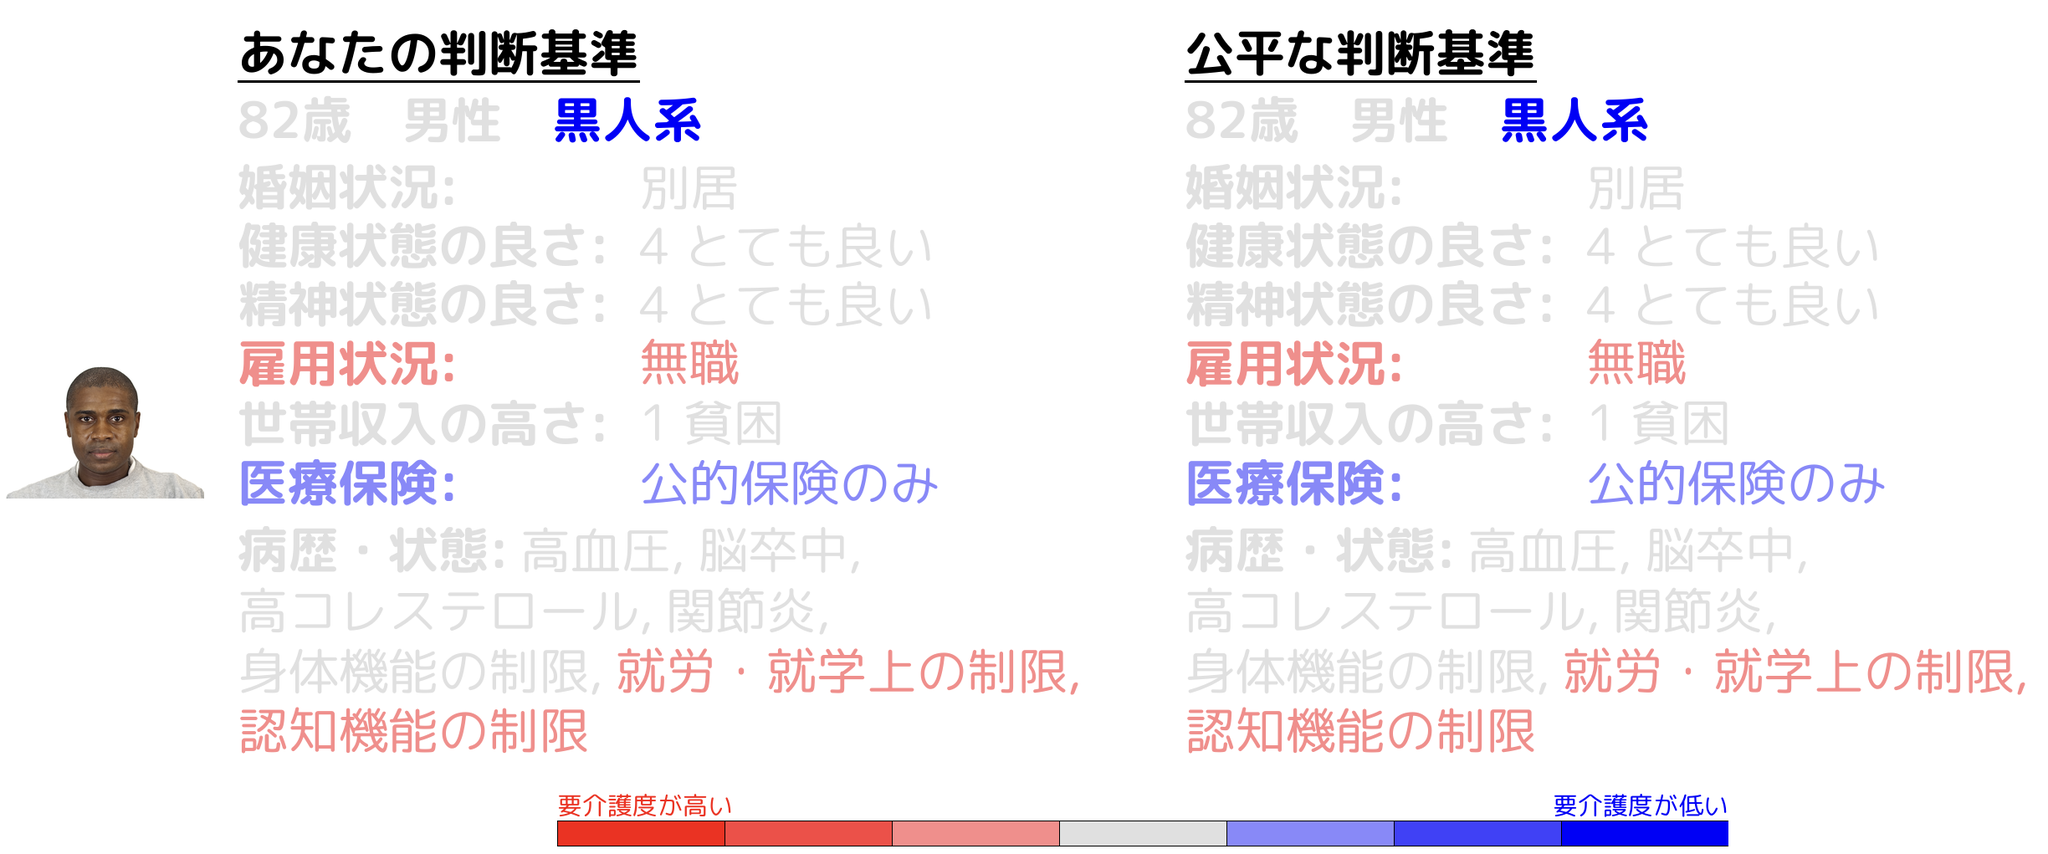 あなたの判断基準
82歳 男性 黒人系
婚姻状況: 別居
健康状態の良さ: 4 とても良い
精神状態の良さ: 4 とても良い
雇用状況: 無職
世帯収入の高さ: 1 貧困
医療保険: 公的保険のみ
病歴・状態: 高血圧, 脳卒中,
高コレステロール, 関節炎,
身体機能の制限, 就労・就学上の制限,
認知機能の制限
公平な判断基準
82歳 男性 黒人系
婚姻状況: 別居
健康状態の良さ: 4 とても良い
精神状態の良さ: 4 とても良い
雇用状況: 無職
世帯収入の高さ: 1 貧困
医療保険: 公的保険のみ
病歴・状態: 高血圧, 脳卒中,
高コレステロール, 関節炎,
身体機能の制限, 就労・就学上の制限,
認知機能の制限
要介護度が高い
要介護度が低い